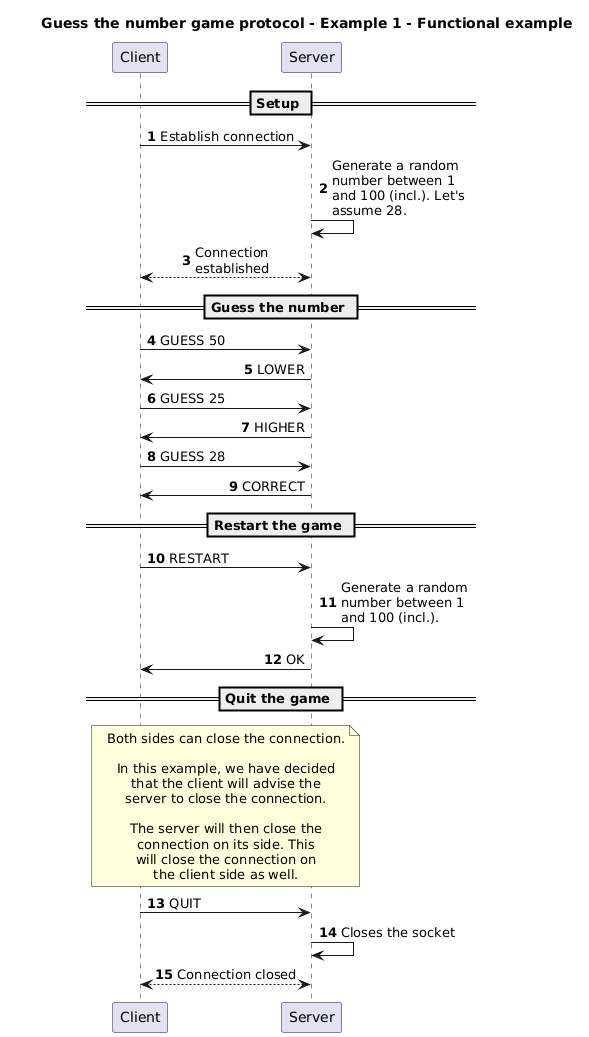 Guess the number game protocol - Example 1 - Functional example
Client
Server
Setup
1 Establish connection
Generate a random
number between 1
2 and 100 (incl.). Let's
assume 28.
3 Connection
established
Guess the number
4 GUESS 50
5 LOWER
6 GUESS 25
7 HIGHER
8 GUESS 28
9 CORRECT
Restart the game
10 RESTART
Generate a random
11 number between 1
and 100 (incl.).
12 OK
Quit the game
Both sides can close the connection.
In this example, we have decided
that the client will advise the
server to close the connection.
The server will then close the
connection on its side. This
will close the connection on
the client side as well.
13 QUIT
14 Closes the socket
15 Connection closed
Client
Server